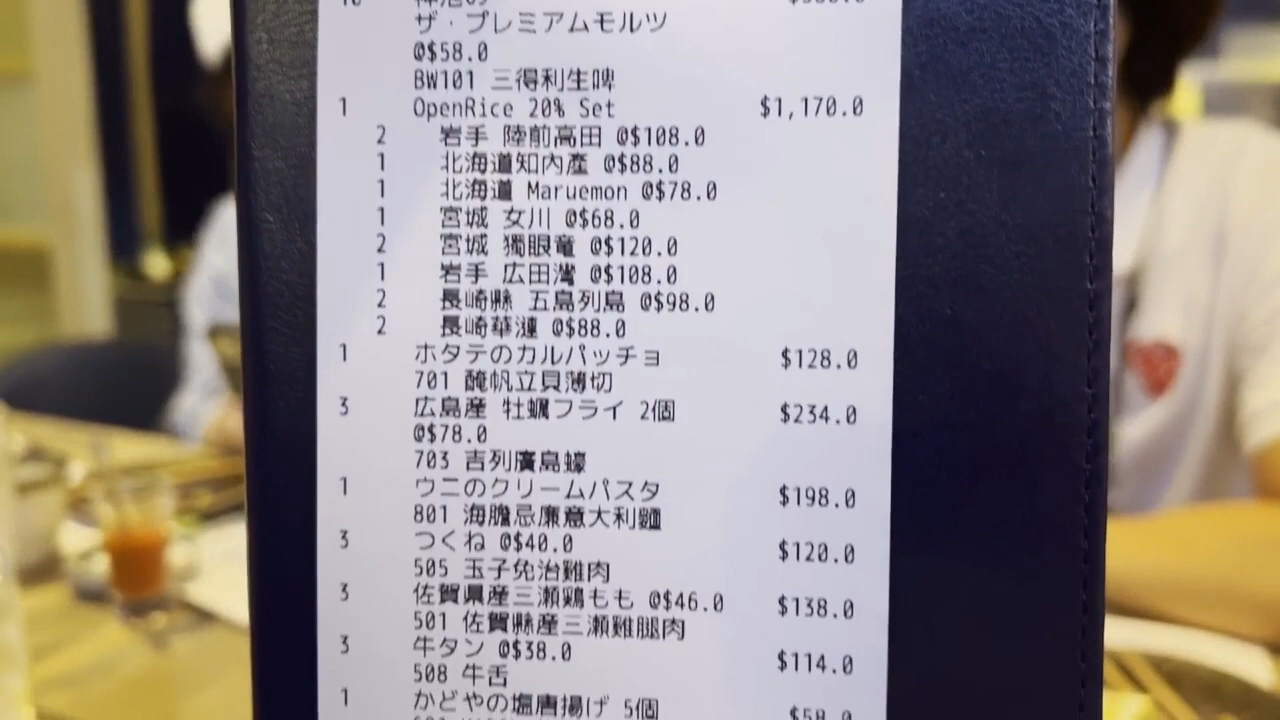 ザ・プレミアムモルツ
@$58.0
BW101 三得利生啤
1 OpenRice 20% Set $1,170.0
2 岩手 陸前高田 @$108.0
1 北海道知內產 @$88.0
1 北海道 Maruemon @$78.0
1 宮城 女川 @$68.0
2 宮城 獨眼竜 @$120.0
1 岩手 広田灣 @$108.0
2 長崎縣 五島列島 @$98.0
2 長崎華漣 @$88.0
1 ホタテのカルパッチョ $128.0
701 醃帆立貝薄切
3 広島産 牡蠣フライ 2個 $234.0
@$78.0
703 吉列廣島蠔
1 ウニのクリームパスタ $198.0
801 海膽忌廉意大利麵
3 つくね @$40.0 $120.0
505 玉子免治雞肉
3 佐賀県産三瀬鶏もも @$46.0 $138.0
501 佐賀縣産三瀬雞腿肉
3 牛タン @$38.0 $114.0
508 牛舌
1 かどやの塩唐揚げ 5個 $58.0